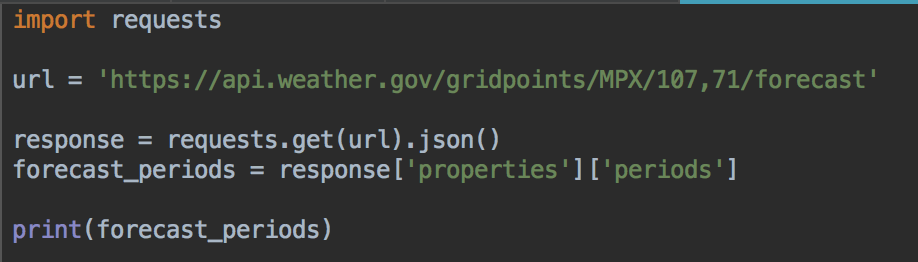 import requests
url = 'https://api.weather.gov/gridpoints/MPX/107,71/forecast'
response = requests.get(url).json()
forecast_periods = response['properties']['periods']
print(forecast_periods)